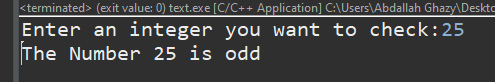 <terminated> (exit value: 0) text.exe [C/C++ Application] C:\Users\Abdallah Ghazy\Deskto
Enter an integer you want to check:25
The Number 25 is odd